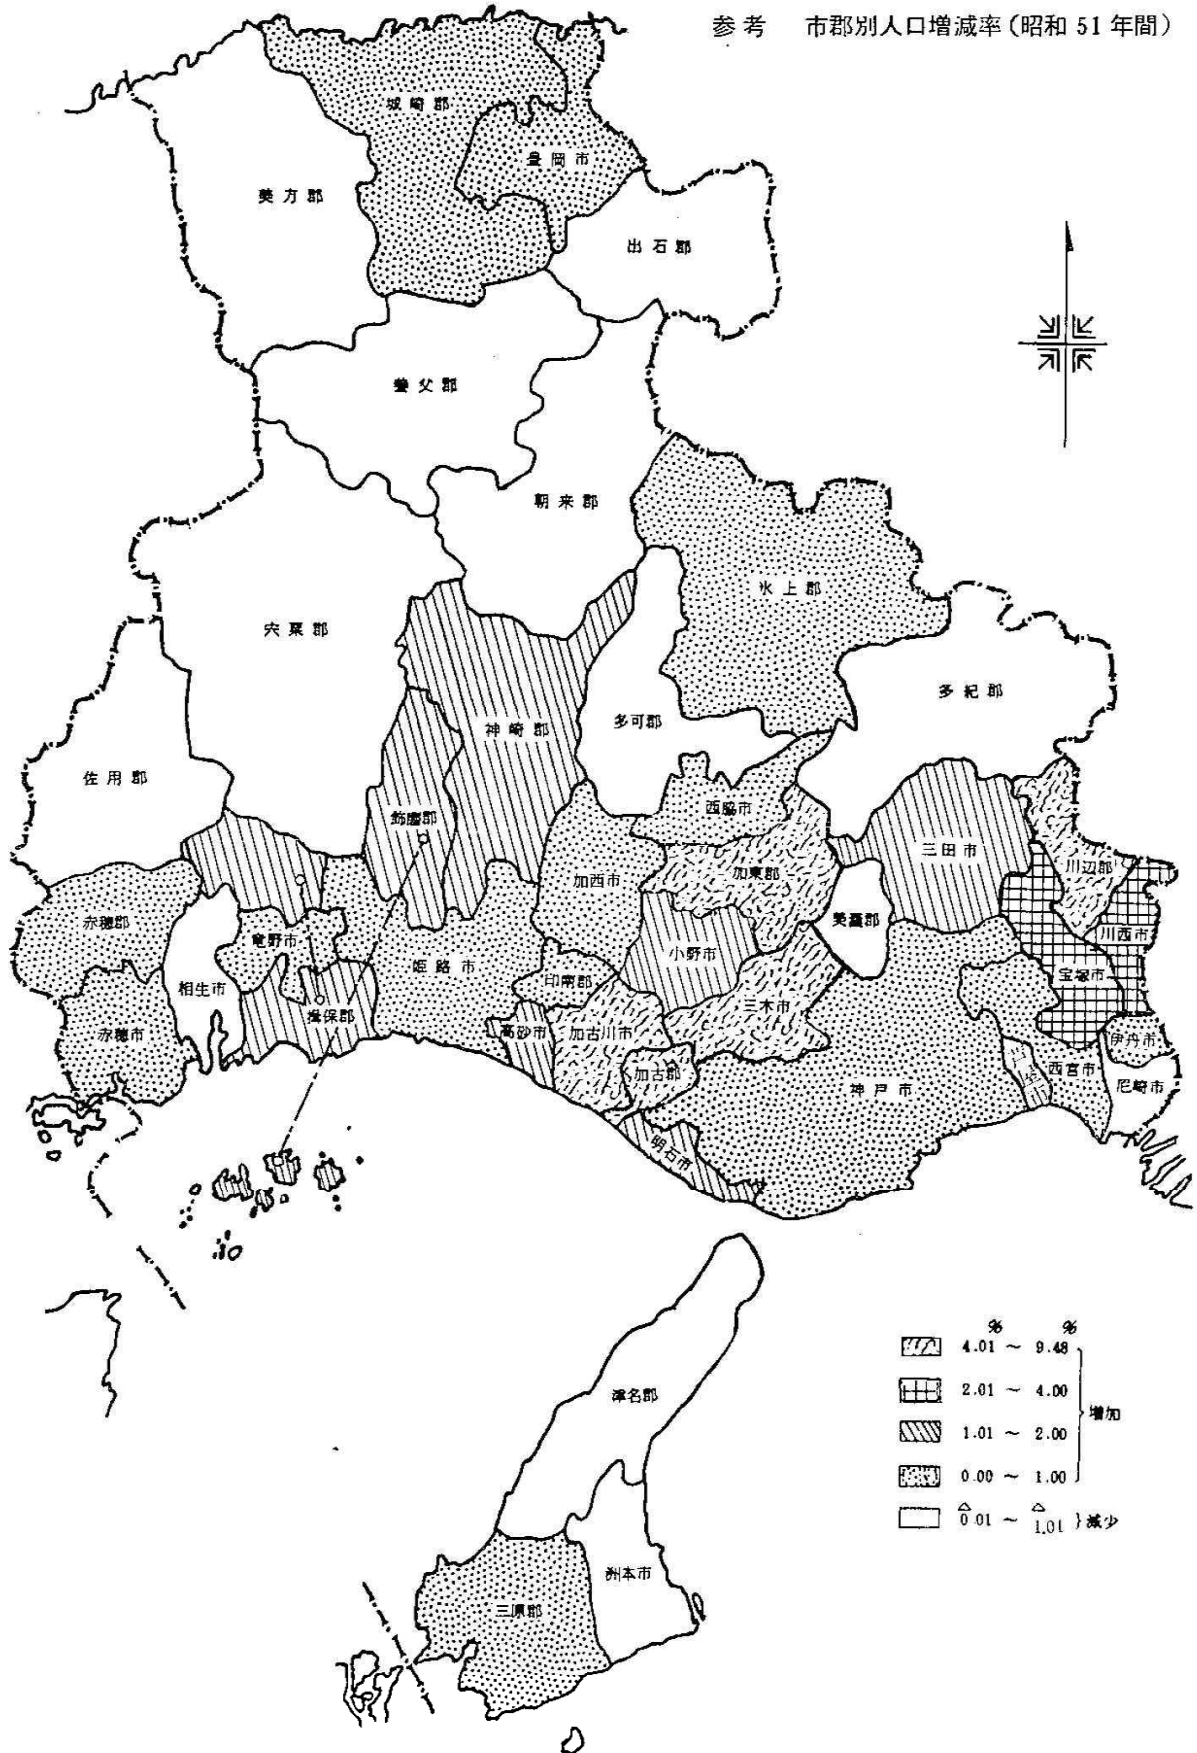 参考 市郡別人口増減率(昭和51年間)
城崎郡
豊岡市
美方郡
出石郡
養父郡
朝来郡
氷上郡
宍粟郡
多紀郡
神崎郡
多可郡
佐用郡
西脇市
飾磨郡
三田市
川辺郡
加西市
加東郡
赤穂郡
美嚢郡
川西市
竜野市
小野市
姫路市
宝塚市
印南郡
相生市
三木市
揖保郡
赤穂市
高砂市
加古川市
伊丹市
加古郡
西宮市
神戸市
尼崎市
明石市
津名郡
洲本市
三原郡
% %
4.01 ~ 9.48
2.01 ~ 4.00
増加
1.01 ~ 2.00
0.00 ~ 1.00
△0.01 ~ △1.01 }減少